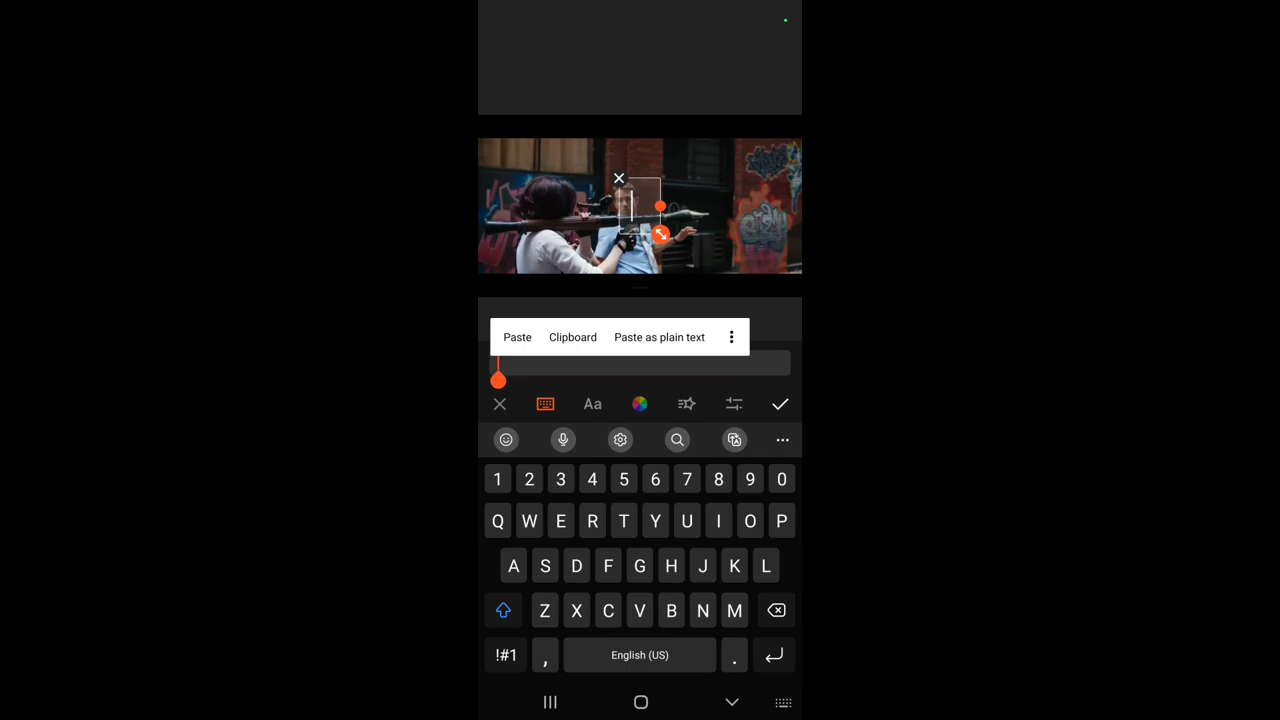 Paste Clipboard Paste as plain text
Aa
1 2 3 4 5 6 7 8 9 0
Q W E R T Y U I O P
A S D F G H J K L
Z X C V B N M
!#1 , English (US) .